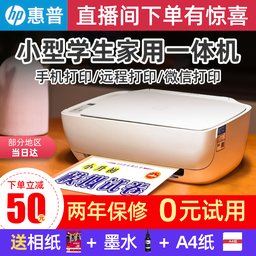 hp 惠普 直播间下单有惊喜
小型学生家用一体机
手机打印/远程打印/微信打印
部分地区
当日达
下单立减
50元
两年保修 0元试用
送相纸 + 墨水 + A4纸